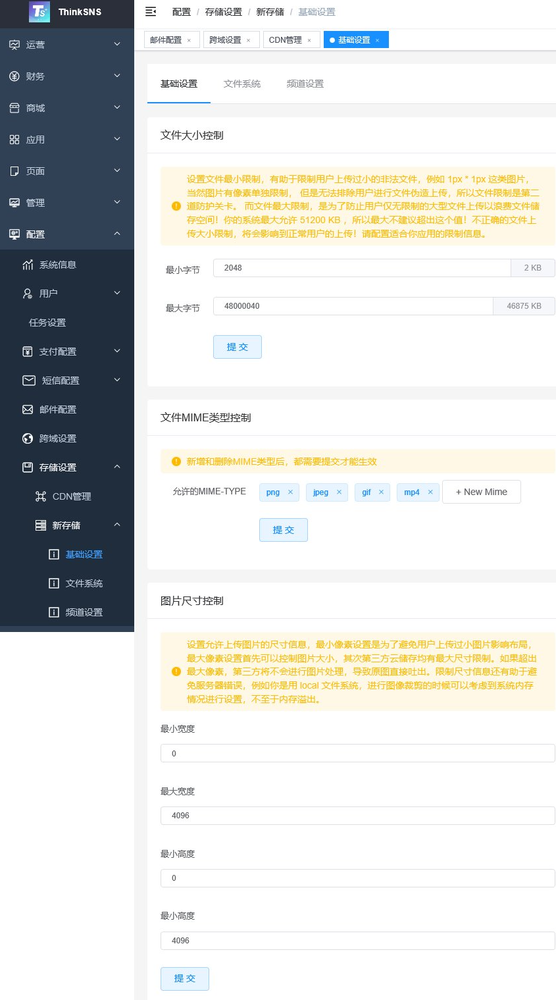 ThinkSNS
运营
财务
商城
应用
页面
管理
配置
系统信息
用户
任务设置
支付配置
短信配置
邮件配置
跨域设置
存储设置
CDN管理
新存储
基础设置
文件系统
频道设置
配置 / 存储设置 / 新存储 / 基础设置
邮件配置 × 跨域设置 × CDN管理 × 基础设置 ×
基础设置 文件系统 频道设置
文件大小控制
设置文件最小限制，有助于限制用户上传过小的非法文件，例如 1px * 1px 这类图片，
当然图片有像素单独限制， 但是无法排除用户进行文件伪造上传，所以文件限制是第二
道防护关卡。 而文件最大限制，是为了防止用户仅无限制的大型文件上传以浪费文件储
存空间！你的系统最大允许 51200 KB ，所以最大不建议超出这个值！不正确的文件上
传大小限制，将会影响到正常用户的上传！请配置适合你应用的限制信息。
最小字节 2048 2 KB
最大字节 48000040 46875 KB
提 交
文件MIME类型控制
新增和删除MIME类型后，都需要提交才能生效
允许的MIME-TYPE png × jpeg × gif × mp4 × + New Mime
提 交
图片尺寸控制
设置允许上传图片的尺寸信息，最小像素设置是为了避免用户上传过小图片影响布局，
最大像素设置首先可以控制图片大小，其次第三方云储存均有最大尺寸限制。如果超出
最大像素，第三方将不会进行图片处理，导致原图直接吐出。限制尺寸信息还有助于避
免服务器错误，例如你是用 local 文件系统，进行图像裁剪的时候可以考虑到系统内存
情况进行设置，不至于内存溢出。
最小宽度
0
最大宽度
4096
最小高度
0
最小高度
4096
提 交